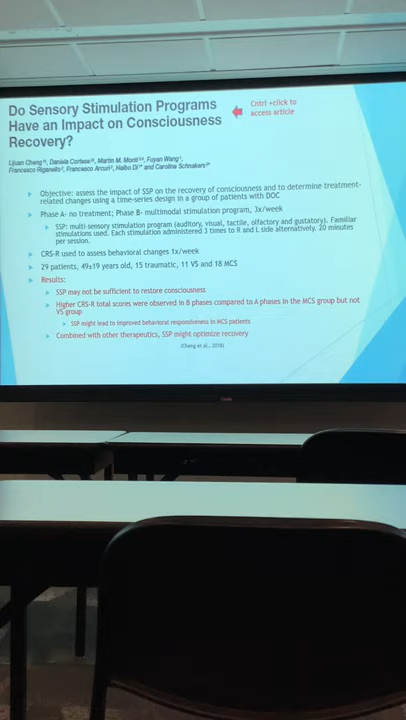 Do Sensory Stimulation Programs
Have an Impact on Consciousness
Recovery?
Cntrl +click to
access article
Lijuan Cheng, Daniela Cortese, Martin M. Monti, Fuyan Wang,
Francesco Riganello, Francesco Arcuri, Haibo Di and Caroline Schnakers
Objective: assess the impact of SSP on the recovery of consciousness and to determine treatment-
related changes using a time-series design in a group of patients with DOC
Phase A- no treatment; Phase B- multimodal stimulation program, 3x/week
SSP: multi-sensory stimulation program (auditory, visual, tactile, olfactory and gustatory). Familiar
stimulations used. Each stimulation administered 3 times to R and L side alternatively. 20 minutes
per session.
CRS-R used to assess behavioral changes 1x/week
29 patients, 49±19 years old, 15 traumatic, 11 VS and 18 MCS
Results:
SSP may not be sufficient to restore consciousness
Higher CRS-R total scores were observed in B phases compared to A phases in the MCS group but not
VS group
SSP might lead to improved behavioral responsiveness in MCS patients
Combined with other therapeutics, SSP might optimize recovery
(Cheng et al., 2018)